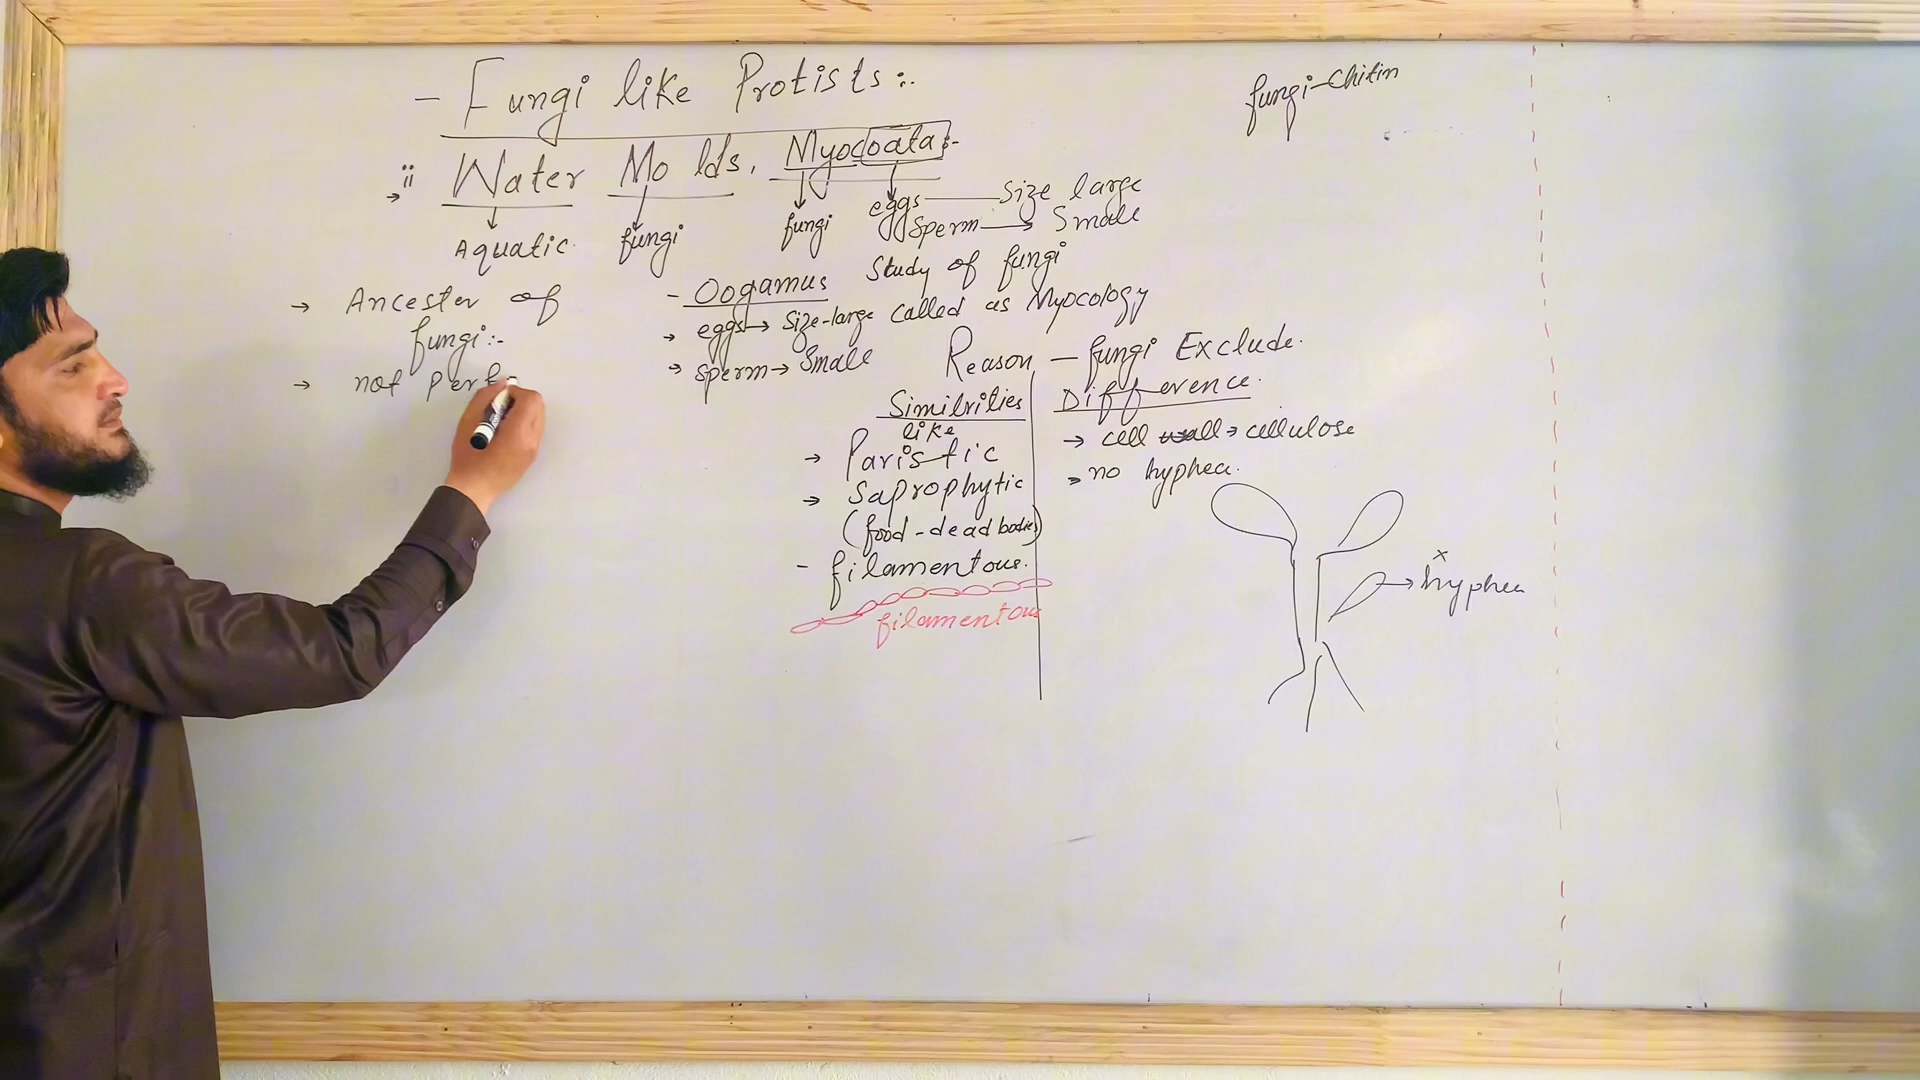 - Fungi like Protists:-
fungi-Chitin
ii Water Molds, Myocoata:-
→
Aquatic fungi fungi eggs — Size large
Sperm → Small
→ Ancester of
fungi:-
→ not perf
- Oogamus
→ eggs → Size-large
→ Sperm → Small
Study of fungi
called as Myocology
Reason - fungi Exclude.
Similrities
like
→ Paristic
→ Saprophytic
(food-dead bodies)
- filamentous.
filamentous
Difference.
→ cell wall → cellulose
→ no hyphea.
x
→ hyphea